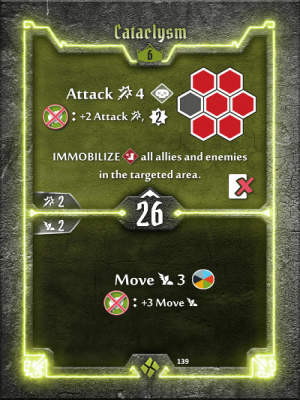 Cataclysm
6
Attack 4
: +2 Attack, 2
IMMOBILIZE all allies and enemies
in the targeted area.
2
26
2
Move 3
: +3 Move
139